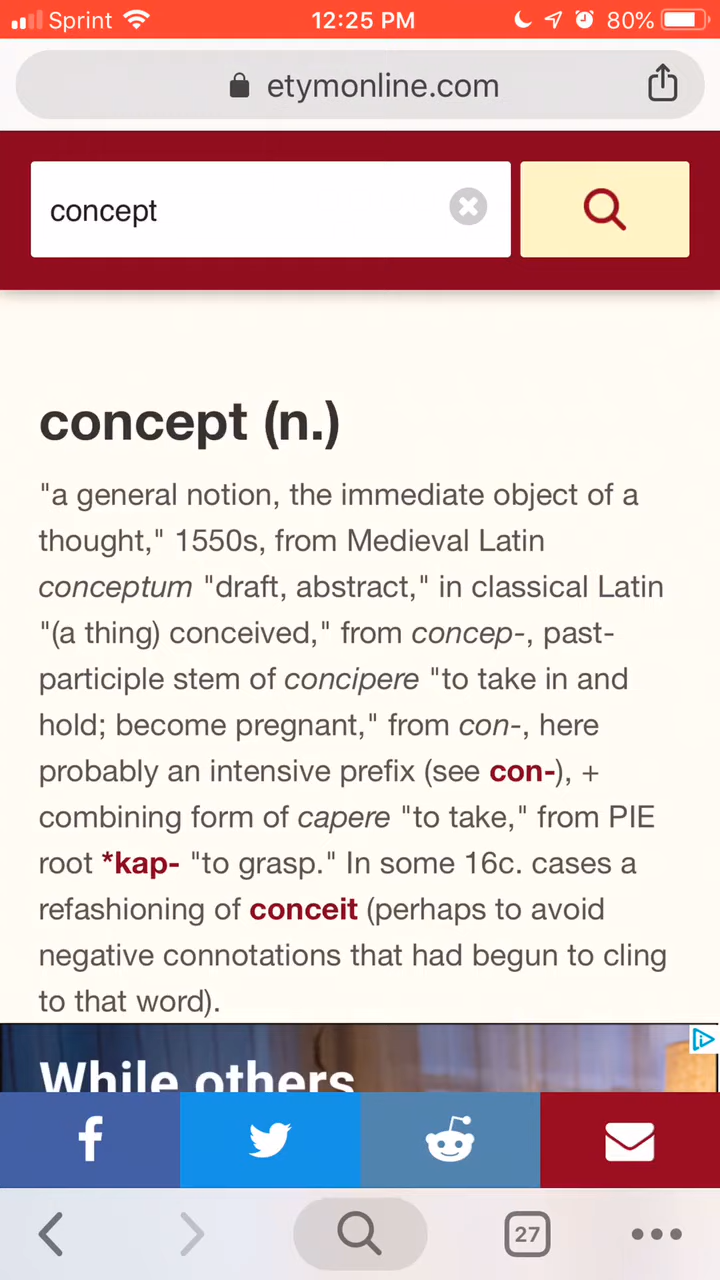 Sprint 12:25 PM 80%
etymonline.com
concept
concept (n.)
"a general notion, the immediate object of a
thought," 1550s, from Medieval Latin
conceptum "draft, abstract," in classical Latin
"(a thing) conceived," from concep-, past-
participle stem of concipere "to take in and
hold; become pregnant," from con-, here
probably an intensive prefix (see con-), +
combining form of capere "to take," from PIE
root *kap- "to grasp." In some 16c. cases a
refashioning of conceit (perhaps to avoid
negative connotations that had begun to cling
to that word).
While others
f
27